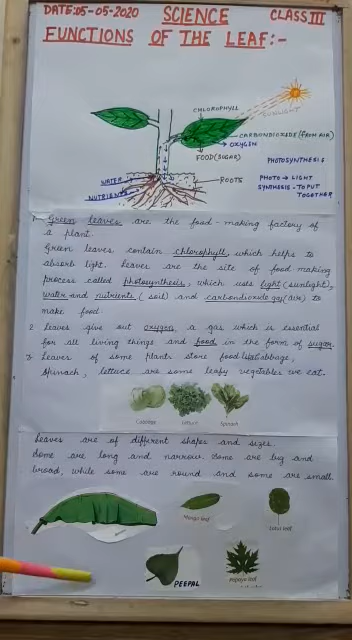 DATE:05-05-2020 SCIENCE CLASS III
FUNCTIONS OF THE LEAF:-
CHLOROPHYLL
SUNLIGHT
CARBONDIOXIDE (FROM AIR)
OXYGEN
FOOD (SUGAR)
PHOTOSYNTHESIS
WATER
ROOTS
PHOTO → LIGHT
NUTRIENTS
SYNTHESIS - TO PUT
TOGETHER
1. Green leaves are the food-making factory of
a plant.
Green leaves contain chlorophyll, which helps to
absorb light. Leaves are the site of food making
process called photosynthesis, which uses light (sunlight),
water and nutrients (soil) and carbondioxide gas (air) to
make food.
2. Leaves give out oxygen, a gas which is essential
for all living things and food in the form of sugar.
3. Leaves of some plants store food cabbage,
Spinach, lettuce are some leafy vegetables we eat.
Cabbage Lettuce Spinach
Leaves are of different shapes and sizes.
Some are long and narrow. Some are big and
broad, while some are round and some are small.
Mango leaf
Lotus leaf
PEEPAL
Papaya leaf